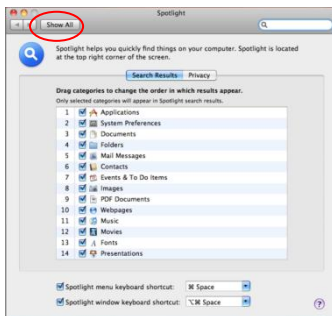 Spotlight
Show All
Spotlight helps you quickly find things on your computer. Spotlight is located
at the top right corner of the screen.
Search Results Privacy
Drag categories to change the order in which results appear.
Only selected categories will appear in Spotlight search results.
1 Applications
2 System Preferences
3 Documents
4 Folders
5 Mail Messages
6 Contacts
7 Events & To Do Items
8 Images
9 PDF Documents
10 Webpages
11 Music
12 Movies
13 Fonts
14 Presentations
Spotlight menu keyboard shortcut: ⌘ Space
Spotlight window keyboard shortcut: ⌥⌘ Space
?